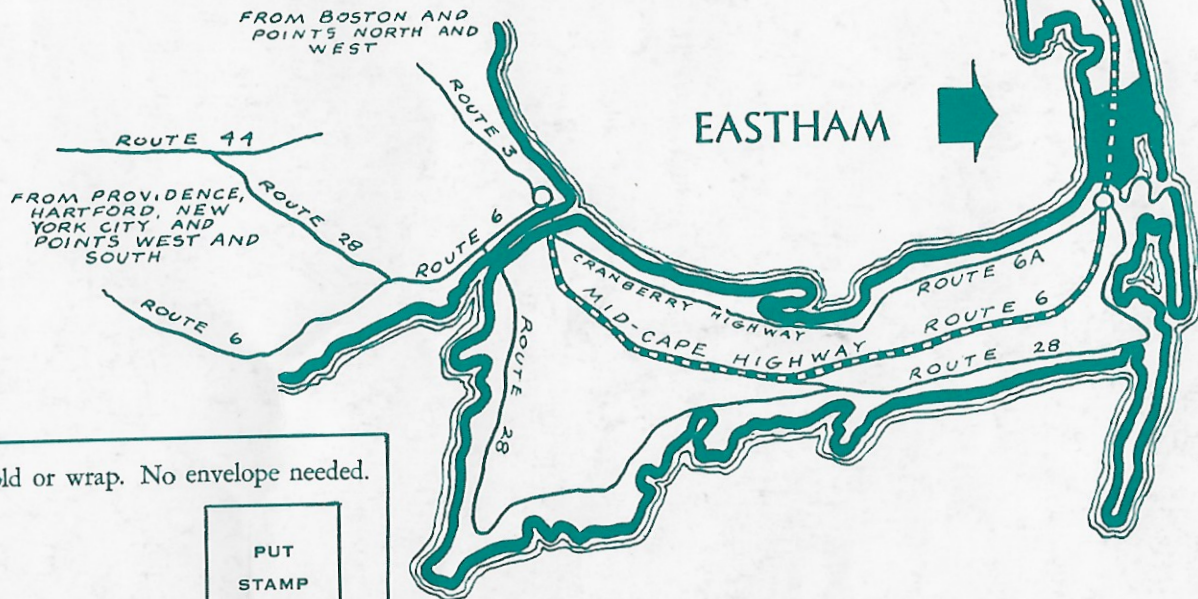 FROM BOSTON AND
POINTS NORTH AND
WEST
ROUTE 3
EASTHAM
ROUTE 44
FROM PROVIDENCE,
HARTFORD, NEW
YORK CITY AND
POINTS WEST AND
SOUTH
ROUTE 28
ROUTE 6
ROUTE 6
CRANBERRY HIGHWAY
ROUTE 6A
MID-CAPE HIGHWAY
ROUTE 6
ROUTE 28
ROUTE 28
or wrap. No envelope needed.
PUT
STAMP